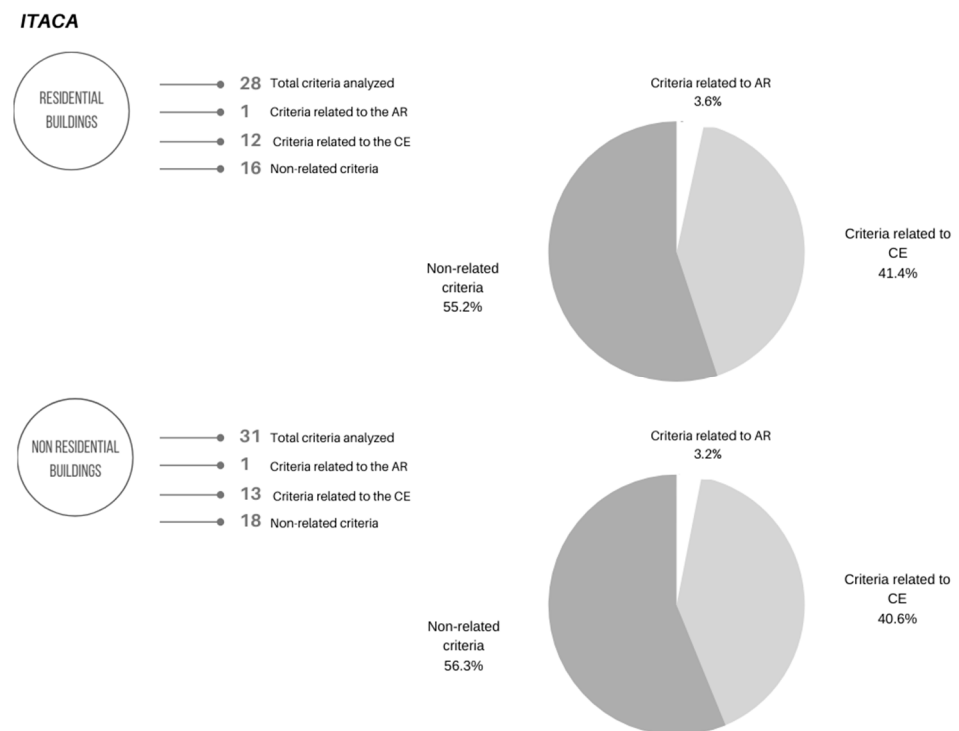 ITACA
RESIDENTIAL
BUILDINGS
28 Total criteria analyzed
1 Criteria related to the AR
12 Criteria related to the CE
16 Non-related criteria
Criteria related to AR
3.6%
Criteria related to
CE
41.4%
Non-related
criteria
55.2%
NON RESIDENTIAL
BUILDINGS
31 Total criteria analyzed
1 Criteria related to the AR
13 Criteria related to the CE
18 Non-related criteria
Criteria related to AR
3.2%
Criteria related to
CE
40.6%
Non-related
criteria
56.3%